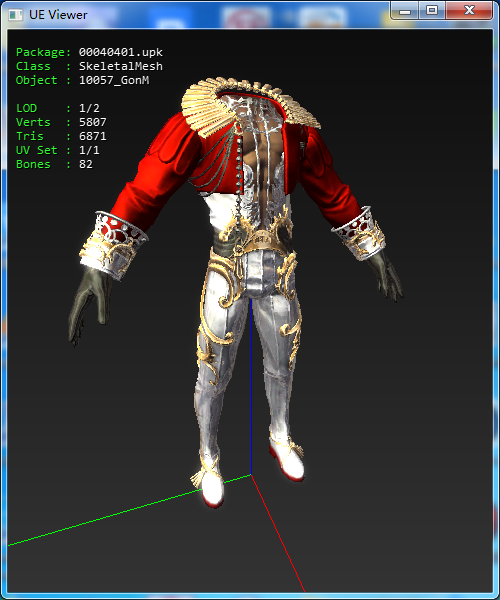 UE Viewer
Package: 00040401.upk
Class  : SkeletalMesh
Object : 10057_GonM
LOD    : 1/2
Verts  : 5807
Tris   : 6871
UV Set : 1/1
Bones  : 82